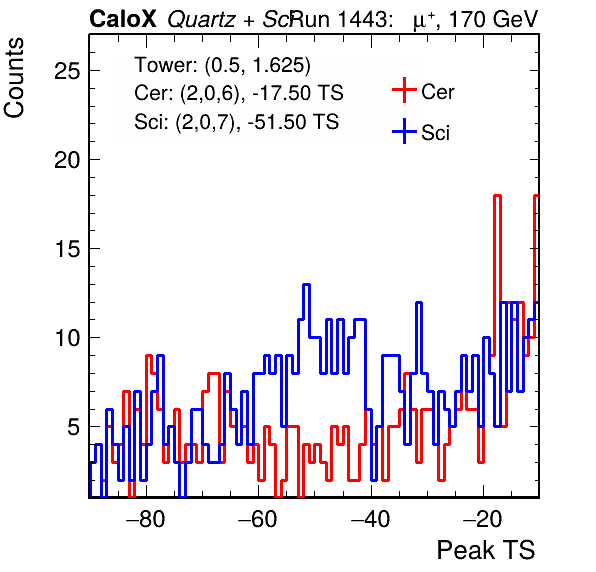 CaloX Quartz + Sci Run 1443: μ+, 170 GeV
Counts
Tower: (0.5, 1.625)
Cer: (2,0,6), -17.50 TS
Sci: (2,0,7), -51.50 TS
Cer
Sci
25
20
15
10
5
−80 −60 −40 −20
Peak TS